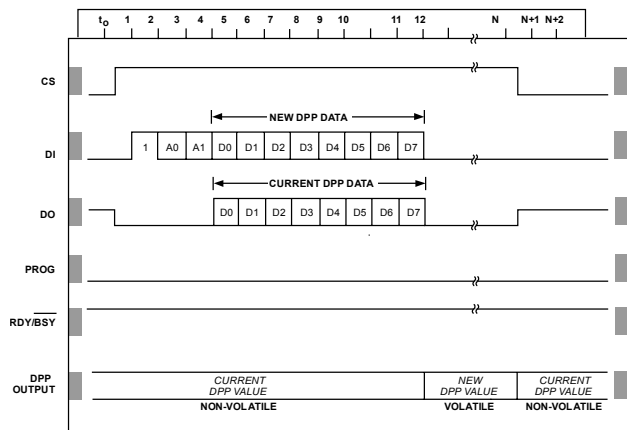 to 1 2 3 4 5 6 7 8 9 10 11 12 N N+1 N+2
CS
NEW DPP DATA
DI 1 A0 A1 D0 D1 D2 D3 D4 D5 D6 D7
CURRENT DPP DATA
DO D0 D1 D2 D3 D4 D5 D6 D7
PROG
RDY/BSY
DPP OUTPUT
CURRENT DPP VALUE
NON-VOLATILE
NEW DPP VALUE
VOLATILE
CURRENT DPP VALUE
NON-VOLATILE